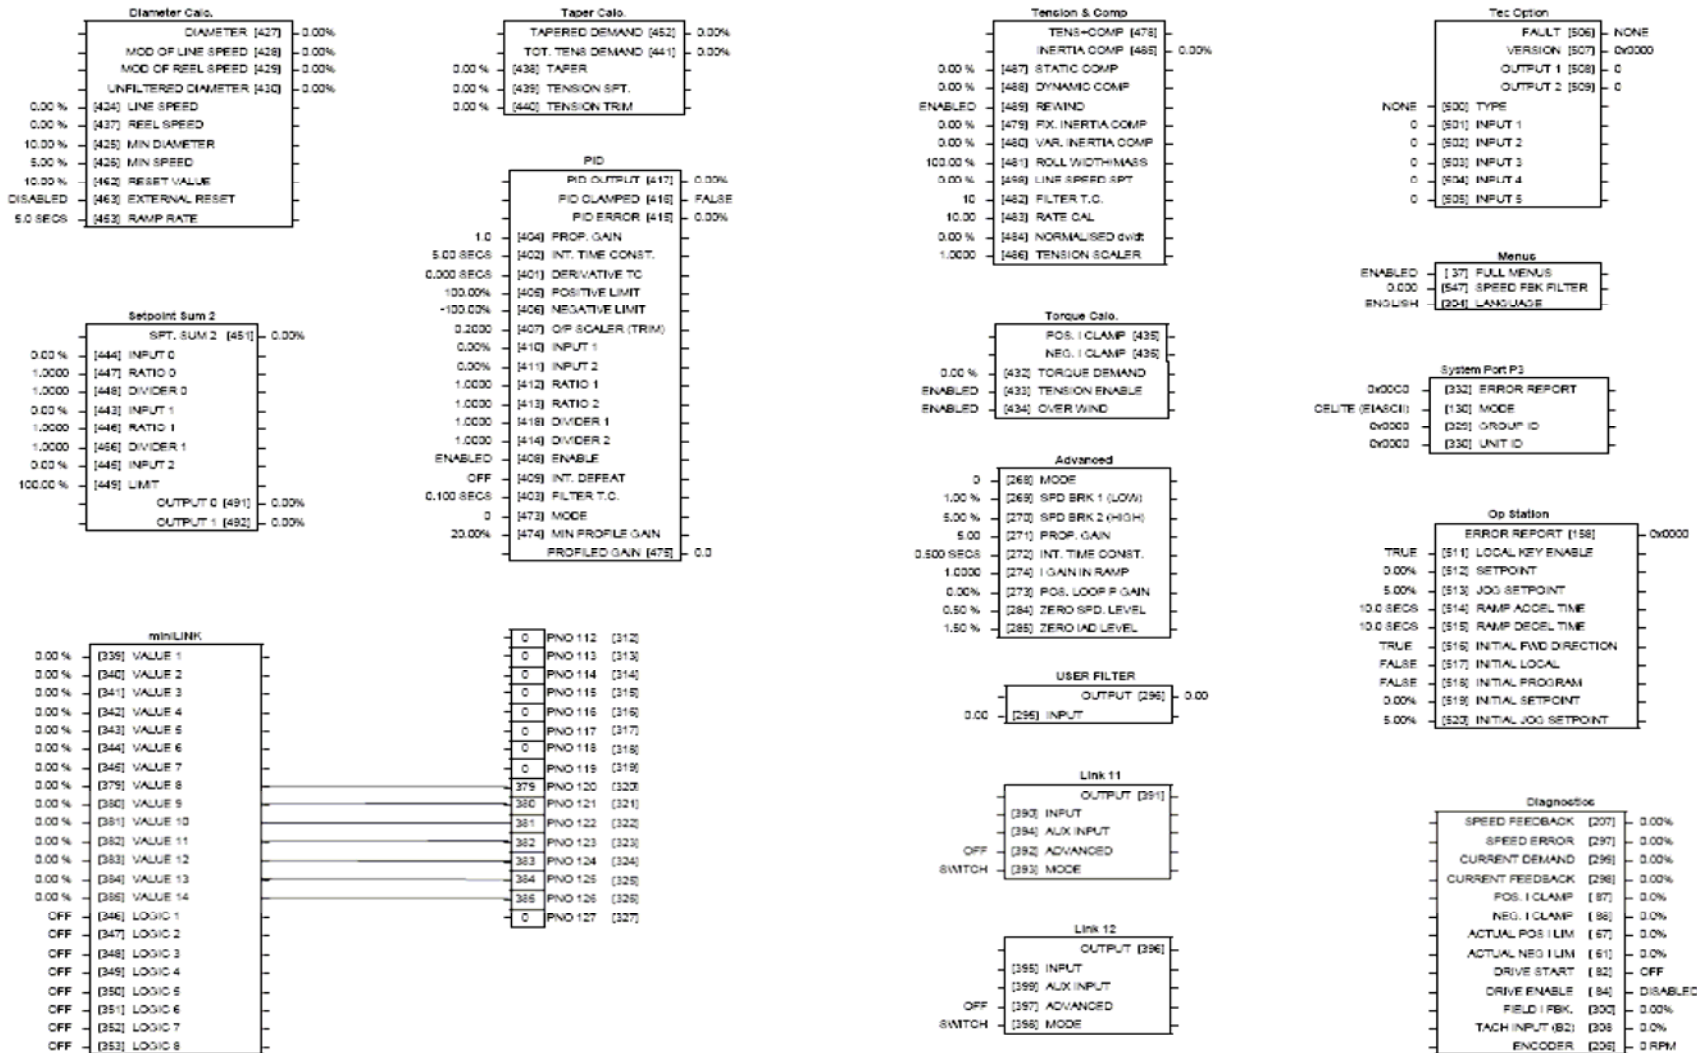 Diameter Calc.
DIAMETER [427] 0.00%
MOD OF LINE SPEED [428] 0.00%
MOD OF REEL SPEED [429] 0.00%
UNFILTERED DIAMETER [430] 0.00%
0.00 % [424] LINE SPEED
0.00 % [437] REEL SPEED
10.00 % [425] MIN DIAMETER
5.00 % [426] MIN SPEED
10.00 % [462] RESET VALUE
DISABLED [463] EXTERNAL RESET
5.0 SECS [453] RAMP RATE
Taper Calc.
TAPERED DEMAND [452] 0.00%
TOT. TENS DEMAND [441] 0.00%
0.00 % [438] TAPER
0.00 % [439] TENSION SPT.
0.00 % [440] TENSION TRIM
Tension & Comp
TENS+COMP [478]
INERTIA COMP [485] 0.00%
0.00 % [487] STATIC COMP
0.00 % [488] DYNAMIC COMP
ENABLED [489] REWIND
0.00 % [479] FIX. INERTIA COMP
0.00 % [480] VAR. INERTIA COMP
100.00 % [481] ROLL WIDTH/MASS
0.00 % [498] LINE SPEED SPT
10 [482] FILTER T.C.
10.00 [483] RATE CAL
0.00 % [484] NORMALISED dv/dt
1.0000 [486] TENSION SCALER
Tec Option
FAULT [506] NONE
VERSION [507] 0x0000
OUTPUT 1 [508] 0
OUTPUT 2 [509] 0
NONE [500] TYPE
0 [501] INPUT 1
0 [502] INPUT 2
0 [503] INPUT 3
0 [504] INPUT 4
0 [505] INPUT 5
PID
PID OUTPUT [417] 0.00%
PID CLAMPED [416] FALSE
PID ERROR [415] 0.00%
1.0 [404] PROP. GAIN
5.00 SECS [402] INT. TIME CONST.
0.000 SECS [401] DERIVATIVE TC
100.00% [405] POSITIVE LIMIT
-100.00% [406] NEGATIVE LIMIT
0.2000 [407] O/P SCALER (TRIM)
0.00% [410] INPUT 1
0.00% [411] INPUT 2
1.0000 [412] RATIO 1
1.0000 [413] RATIO 2
1.0000 [418] DIVIDER 1
1.0000 [414] DIVIDER 2
ENABLED [408] ENABLE
OFF [409] INT. DEFEAT
0.100 SECS [403] FILTER T.C.
0 [473] MODE
20.00% [474] MIN PROFILE GAIN
PROFILED GAIN [475] 0.0
Menus
ENABLED [ 37] FULL MENUS
0.000 [547] SPEED FBK FILTER
ENGLISH [304] LANGUAGE
Setpoint Sum 2
SPT. SUM 2 [451] 0.00%
0.00 % [444] INPUT 0
1.0000 [447] RATIO 0
1.0000 [448] DIVIDER 0
0.00 % [443] INPUT 1
1.0000 [446] RATIO 1
1.0000 [466] DIVIDER 1
0.00 % [445] INPUT 2
100.00 % [449] LIMIT
OUTPUT 0 [491] 0.00%
OUTPUT 1 [492] 0.00%
Torque Calc.
POS. I CLAMP [435]
NEG. I CLAMP [436]
0.00 % [432] TORQUE DEMAND
ENABLED [433] TENSION ENABLE
ENABLED [434] OVER WIND
System Port P3
0x00C0 [332] ERROR REPORT
CELITE (EIASCII) [130] MODE
0x0000 [329] GROUP ID
0x0000 [330] UNIT ID
Advanced
0 [268] MODE
1.00 % [269] SPD BRK 1 (LOW)
5.00 % [270] SPD BRK 2 (HIGH)
5.00 [271] PROP. GAIN
0.500 SECS [272] INT. TIME CONST.
1.0000 [274] I GAIN IN RAMP
0.00% [273] POS. LOOP P GAIN
0.50 % [284] ZERO SPD. LEVEL
1.50 % [285] ZERO IAD LEVEL
Op Station
ERROR REPORT [158] 0x0000
TRUE [511] LOCAL KEY ENABLE
0.00% [512] SETPOINT
5.00% [513] JOG SETPOINT
10.0 SECS [514] RAMP ACCEL TIME
10.0 SECS [515] RAMP DECEL TIME
TRUE [516] INITIAL FWD DIRECTION
FALSE [517] INITIAL LOCAL
FALSE [518] INITIAL PROGRAM
0.00% [519] INITIAL SETPOINT
5.00% [520] INITIAL JOG SETPOINT
miniLINK
0.00 % [339] VALUE 1
0.00 % [340] VALUE 2
0.00 % [341] VALUE 3
0.00 % [342] VALUE 4
0.00 % [343] VALUE 5
0.00 % [344] VALUE 6
0.00 % [345] VALUE 7
0.00 % [379] VALUE 8
0.00 % [380] VALUE 9
0.00 % [381] VALUE 10
0.00 % [382] VALUE 11
0.00 % [383] VALUE 12
0.00 % [384] VALUE 13
0.00 % [385] VALUE 14
OFF [346] LOGIC 1
OFF [347] LOGIC 2
OFF [348] LOGIC 3
OFF [349] LOGIC 4
OFF [350] LOGIC 5
OFF [351] LOGIC 6
OFF [352] LOGIC 7
OFF [353] LOGIC 8
0 PNO 112 [312]
0 PNO 113 [313]
0 PNO 114 [314]
0 PNO 115 [315]
0 PNO 116 [316]
0 PNO 117 [317]
0 PNO 118 [318]
0 PNO 119 [319]
379 PNO 120 [320]
380 PNO 121 [321]
381 PNO 122 [322]
382 PNO 123 [323]
383 PNO 124 [324]
384 PNO 125 [325]
385 PNO 126 [326]
0 PNO 127 [327]
USER FILTER
OUTPUT [296] 0.00
0.00 [295] INPUT
Link 11
OUTPUT [391]
[390] INPUT
[394] AUX INPUT
OFF [392] ADVANCED
SWITCH [393] MODE
Link 12
OUTPUT [396]
[395] INPUT
[399] AUX INPUT
OFF [397] ADVANCED
SWITCH [398] MODE
Diagnostics
SPEED FEEDBACK [207] 0.00%
SPEED ERROR [297] 0.00%
CURRENT DEMAND [299] 0.00%
CURRENT FEEDBACK [298] 0.00%
POS. I CLAMP [ 87] 0.0%
NEG. I CLAMP [ 88] 0.0%
ACTUAL POS I LIM [ 67] 0.0%
ACTUAL NEG I LIM [ 61] 0.0%
DRIVE START [ 82] OFF
DRIVE ENABLE [ 84] DISABLED
FIELD I FBK. [300] 0.00%
TACH INPUT (B2) [308 0.0%
ENCODER [206] 0 RPM